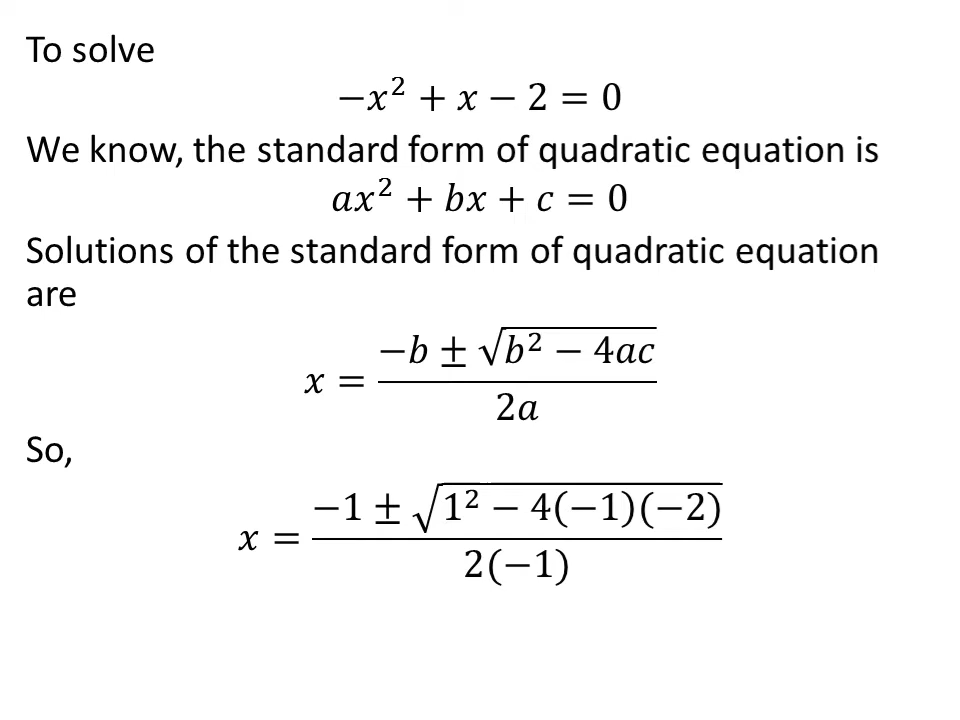 To solve
−x² + x − 2 = 0
We know, the standard form of quadratic equation is
ax² + bx + c = 0
Solutions of the standard form of quadratic equation
are
x = (−b ± √(b² − 4ac)) / (2a)
So,
x = (−1 ± √(1² − 4(−1)(−2))) / (2(−1))